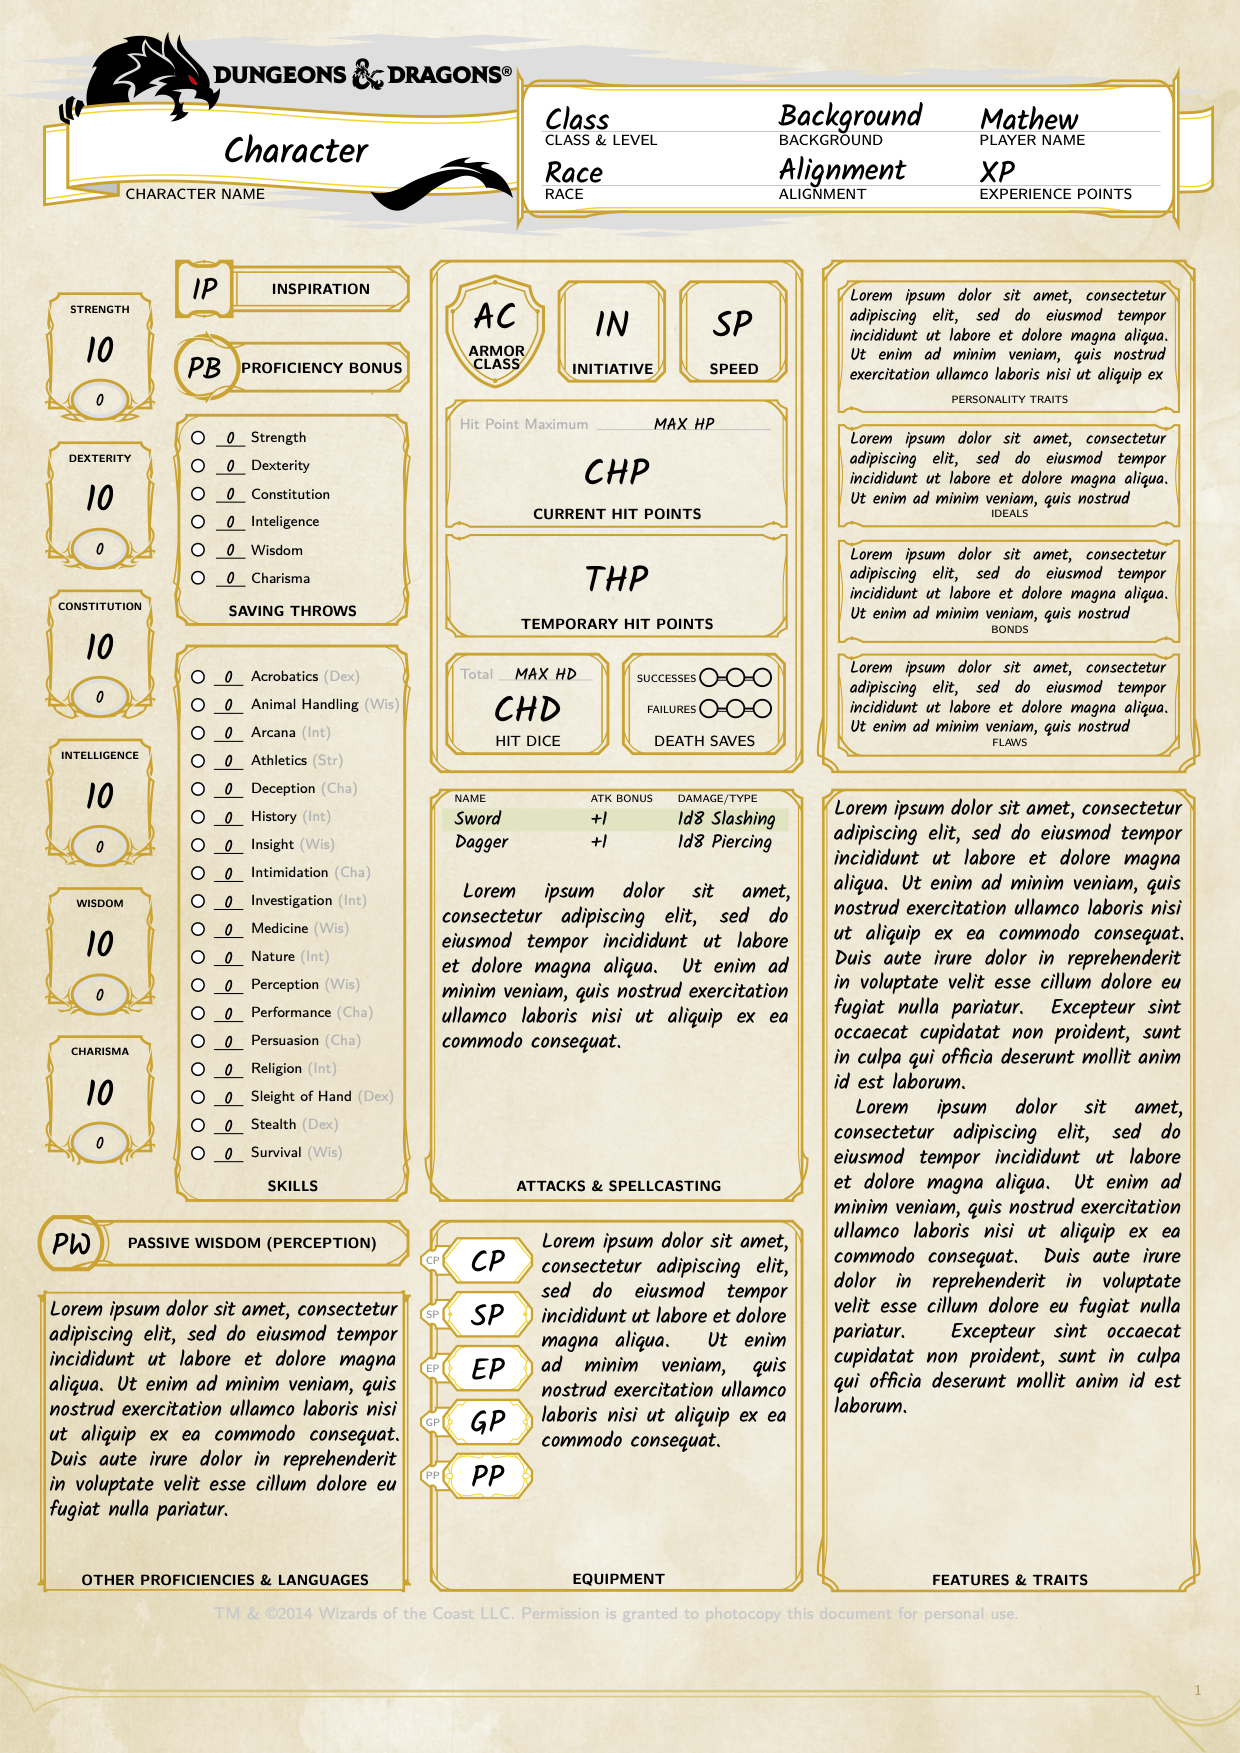 DUNGEONS & DRAGONS®
Character
CHARACTER NAME
Class
CLASS & LEVEL
Background
BACKGROUND
Mathew
PLAYER NAME
Race
RACE
Alignment
ALIGNMENT
XP
EXPERIENCE POINTS
STRENGTH
10
0
DEXTERITY
10
0
CONSTITUTION
10
0
INTELLIGENCE
10
0
WISDOM
10
0
CHARISMA
10
0
IP
INSPIRATION
PB
PROFICIENCY BONUS
0 Strength
0 Dexterity
0 Constitution
0 Inteligence
0 Wisdom
0 Charisma
SAVING THROWS
0 Acrobatics (Dex)
0 Animal Handling (Wis)
0 Arcana (Int)
0 Athletics (Str)
0 Deception (Cha)
0 History (Int)
0 Insight (Wis)
0 Intimidation (Cha)
0 Investigation (Int)
0 Medicine (Wis)
0 Nature (Int)
0 Perception (Wis)
0 Performance (Cha)
0 Persuasion (Cha)
0 Religion (Int)
0 Sleight of Hand (Dex)
0 Stealth (Dex)
0 Survival (Wis)
SKILLS
PW
PASSIVE WISDOM (PERCEPTION)
Lorem ipsum dolor sit amet, consectetur
adipiscing elit, sed do eiusmod tempor
incididunt ut labore et dolore magna
aliqua. Ut enim ad minim veniam, quis
nostrud exercitation ullamco laboris nisi
ut aliquip ex ea commodo consequat.
Duis aute irure dolor in reprehenderit
in voluptate velit esse cillum dolore eu
fugiat nulla pariatur.
OTHER PROFICIENCIES & LANGUAGES
AC
ARMOR
CLASS
IN
INITIATIVE
SP
SPEED
Hit Point Maximum MAX HP
CHP
CURRENT HIT POINTS
THP
TEMPORARY HIT POINTS
Total MAX HD
CHD
HIT DICE
SUCCESSES
FAILURES
DEATH SAVES
NAME ATK BONUS DAMAGE/TYPE
Sword +1 1d8 Slashing
Dagger +1 1d8 Piercing
Lorem ipsum dolor sit amet,
consectetur adipiscing elit, sed do
eiusmod tempor incididunt ut labore
et dolore magna aliqua. Ut enim ad
minim veniam, quis nostrud exercitation
ullamco laboris nisi ut aliquip ex ea
commodo consequat.
ATTACKS & SPELLCASTING
CP CP
SP SP
EP EP
GP GP
PP PP
Lorem ipsum dolor sit amet,
consectetur adipiscing elit,
sed do eiusmod tempor
incididunt ut labore et dolore
magna aliqua. Ut enim
ad minim veniam, quis
nostrud exercitation ullamco
laboris nisi ut aliquip ex ea
commodo consequat.
EQUIPMENT
Lorem ipsum dolor sit amet, consectetur
adipiscing elit, sed do eiusmod tempor
incididunt ut labore et dolore magna aliqua.
Ut enim ad minim veniam, quis nostrud
exercitation ullamco laboris nisi ut aliquip ex
PERSONALITY TRAITS
Lorem ipsum dolor sit amet, consectetur
adipiscing elit, sed do eiusmod tempor
incididunt ut labore et dolore magna aliqua.
Ut enim ad minim veniam, quis nostrud
IDEALS
Lorem ipsum dolor sit amet, consectetur
adipiscing elit, sed do eiusmod tempor
incididunt ut labore et dolore magna aliqua.
Ut enim ad minim veniam, quis nostrud
BONDS
Lorem ipsum dolor sit amet, consectetur
adipiscing elit, sed do eiusmod tempor
incididunt ut labore et dolore magna aliqua.
Ut enim ad minim veniam, quis nostrud
FLAWS
Lorem ipsum dolor sit amet, consectetur
adipiscing elit, sed do eiusmod tempor
incididunt ut labore et dolore magna
aliqua. Ut enim ad minim veniam, quis
nostrud exercitation ullamco laboris nisi
ut aliquip ex ea commodo consequat.
Duis aute irure dolor in reprehenderit
in voluptate velit esse cillum dolore eu
fugiat nulla pariatur. Excepteur sint
occaecat cupidatat non proident, sunt
in culpa qui officia deserunt mollit anim
id est laborum.
Lorem ipsum dolor sit amet,
consectetur adipiscing elit, sed do
eiusmod tempor incididunt ut labore
et dolore magna aliqua. Ut enim ad
minim veniam, quis nostrud exercitation
ullamco laboris nisi ut aliquip ex ea
commodo consequat. Duis aute irure
dolor in reprehenderit in voluptate
velit esse cillum dolore eu fugiat nulla
pariatur. Excepteur sint occaecat
cupidatat non proident, sunt in culpa
qui officia deserunt mollit anim id est
laborum.
FEATURES & TRAITS
TM & ©2014 Wizards of the Coast LLC. Permission is granted to photocopy this document for personal use.
1